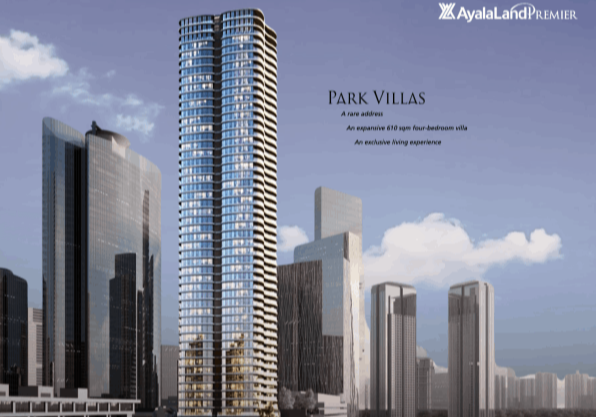 AyalaLand PREMIER
PARK VILLAS
A rare address
An expansive 610 sqm four-bedroom villa
An exclusive living experience